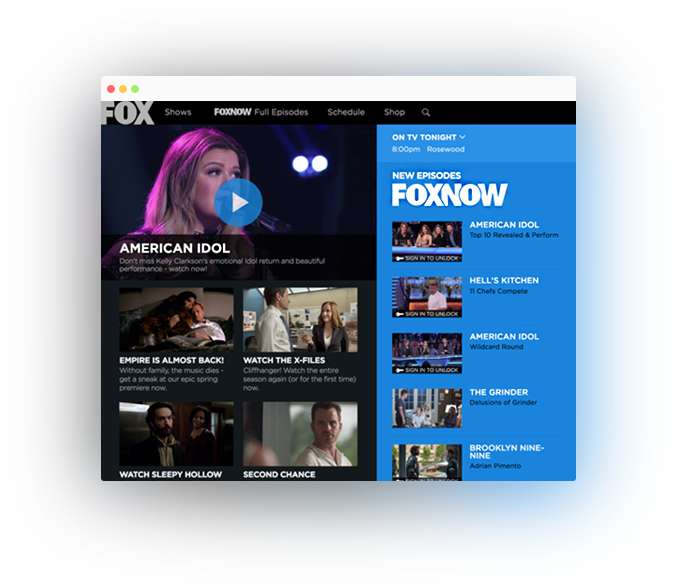 FOX
Shows
FOXNOW Full Episodes
Schedule
Shop
AMERICAN IDOL
Don't miss Kelly Clarkson's emotional Idol return and beautiful
performance - watch now!
EMPIRE IS ALMOST BACK!
Without family, the music dies -
get a sneak at our epic spring
premiere now.
WATCH THE X-FILES
Cliffhanger! Watch the entire
season again (or for the first time)
now.
WATCH SLEEPY HOLLOW
SECOND CHANCE
ON TV TONIGHT
8:00pm Rosewood
NEW EPISODES
FOXNOW
SIGN IN TO UNLOCK
AMERICAN IDOL
Top 10 Revealed & Perform
SIGN IN TO UNLOCK
HELL'S KITCHEN
11 Chefs Compete
SIGN IN TO UNLOCK
AMERICAN IDOL
Wildcard Round
THE GRINDER
Delusions of Grinder
SIGN IN TO UNLOCK
BROOKLYN NINE-
NINE
Adrian Pimento